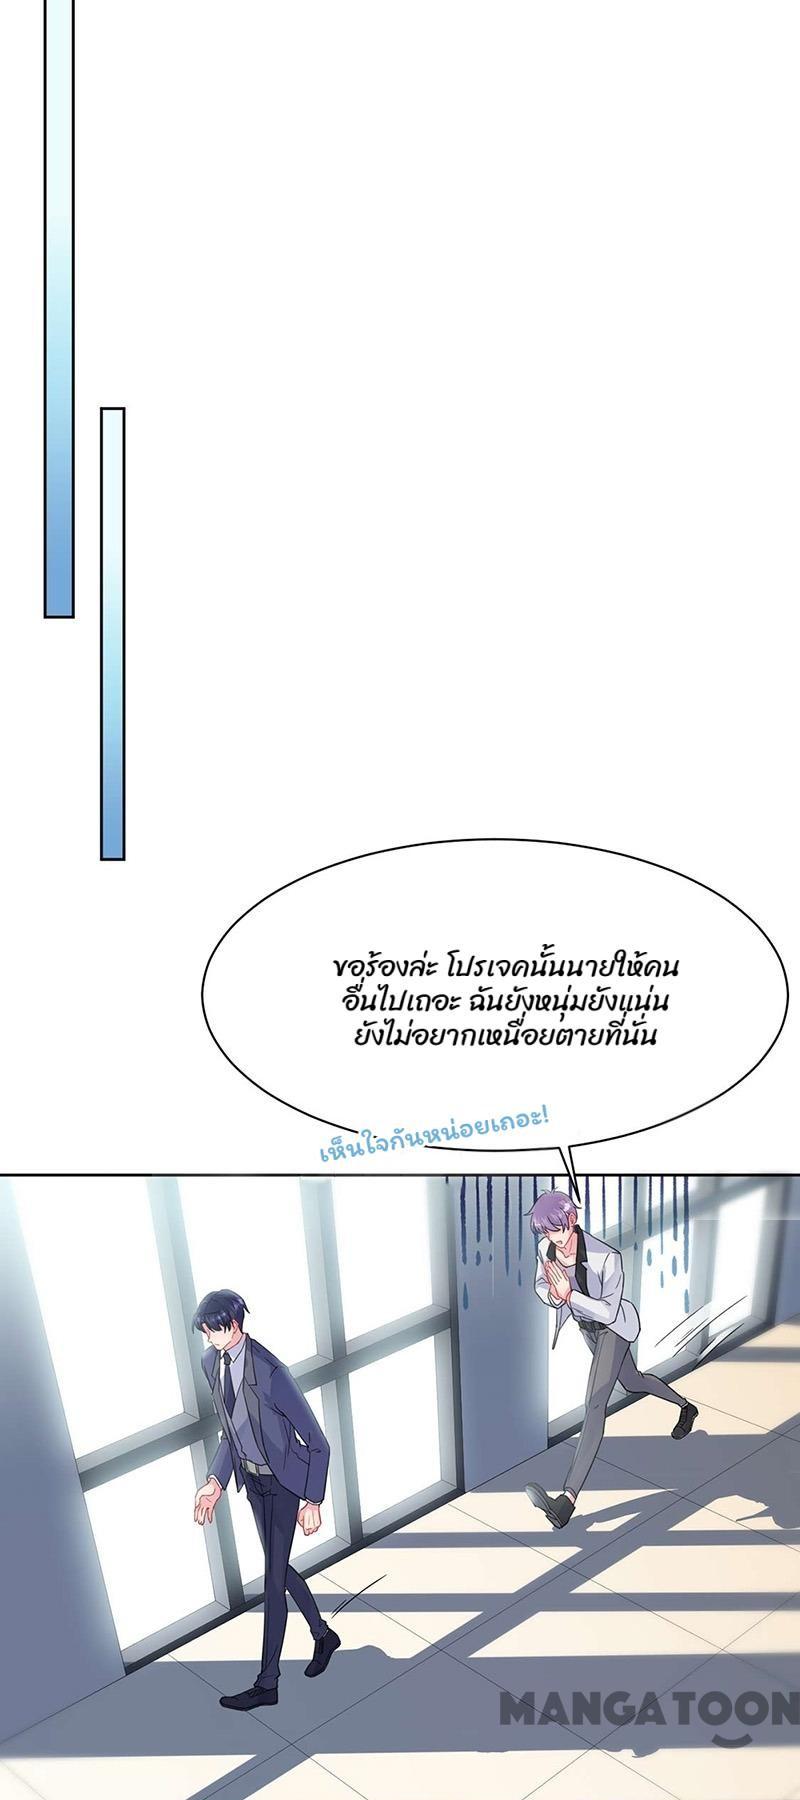 ขอร้องล่ะ โปรเจคนั้นนายให้คน
อื่นไปเถอะ ฉันยังหนุ่มยังแน่น
ยังไม่อยากเหนื่อยตายที่นั่น
เห็นใจกันหน่อยเถอะ!
MANGATOON